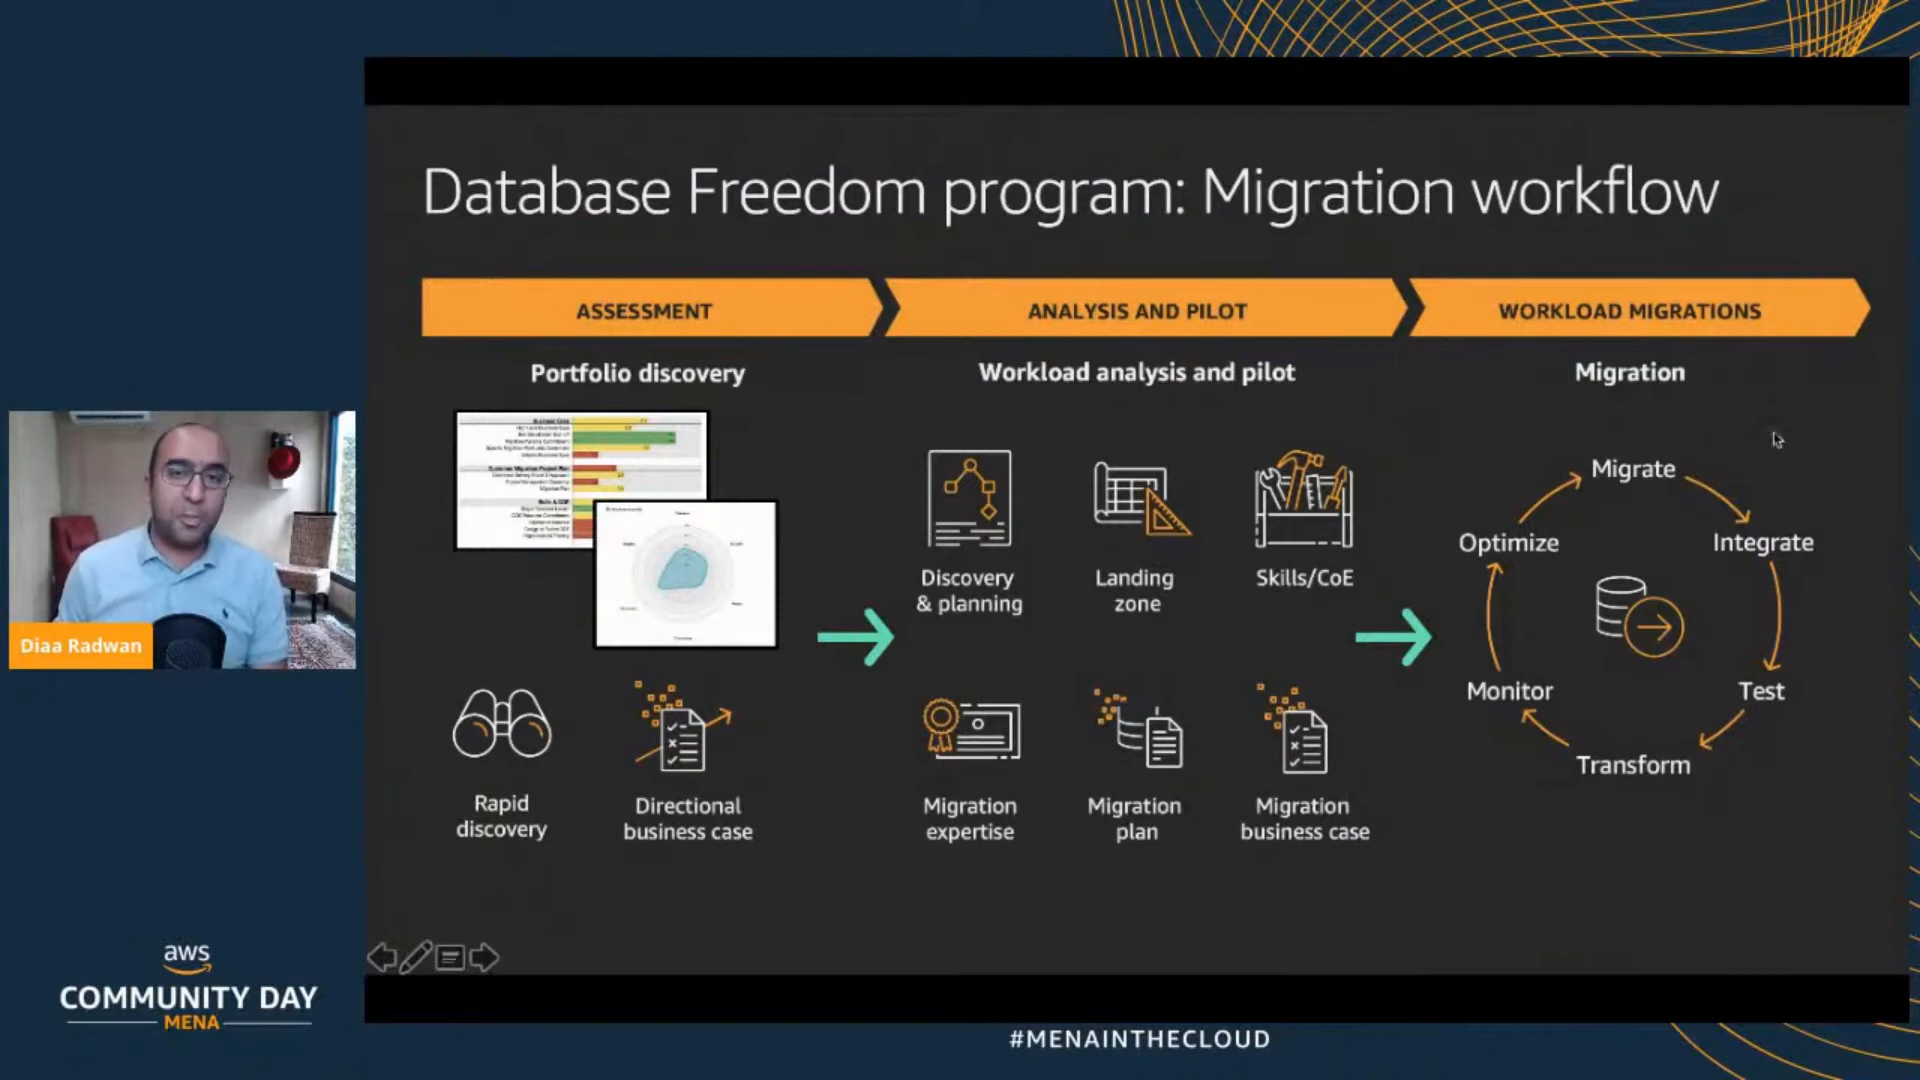 Database Freedom program: Migration workflow
ASSESSMENT
ANALYSIS AND PILOT
WORKLOAD MIGRATIONS
Portfolio discovery
Workload analysis and pilot
Migration
Business Case
Discovery
& planning
Landing
zone
Skills/CoE
Rapid
discovery
Directional
business case
Migration
expertise
Migration
plan
Migration
business case
Migrate
Integrate
Test
Transform
Monitor
Optimize
Diaa Radwan
aws
COMMUNITY DAY
MENA
#MENAINTHECLOUD